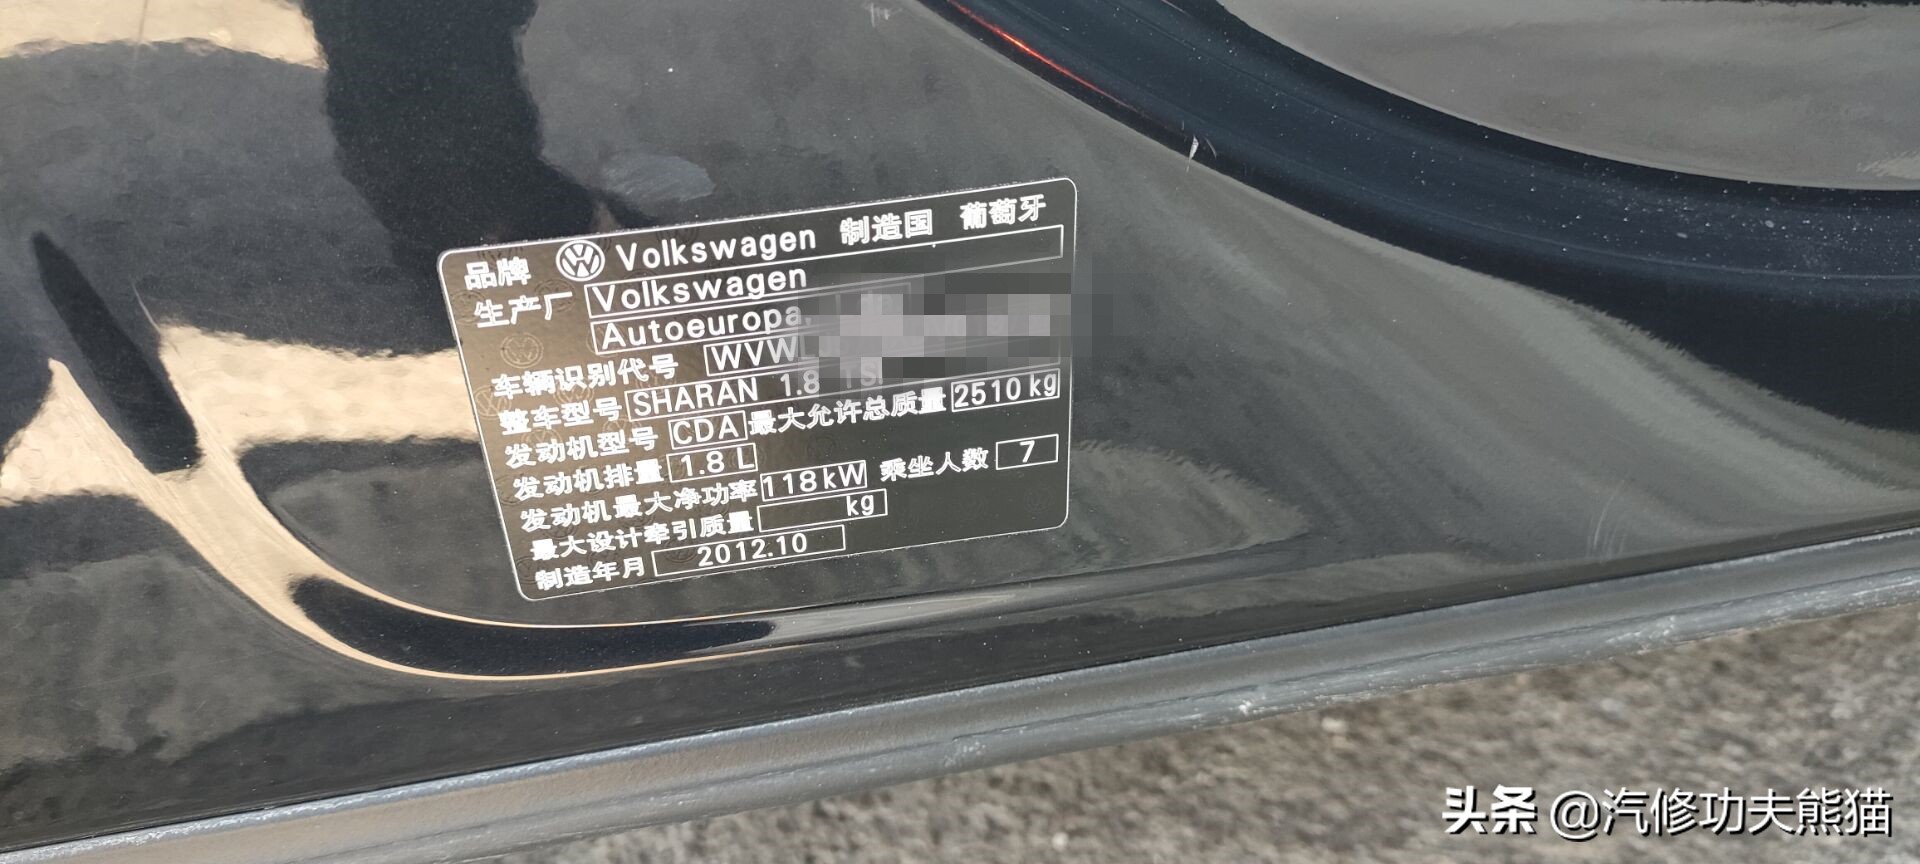 品牌 Volkswagen 制造国 葡萄牙
生产厂 Volkswagen
Autoeuropa,
车辆识别代号 WVW
整车型号 SHARAN 1.8 TSI
发动机型号 CDA 最大允许总质量 2510 kg
发动机排量 1.8 L
发动机最大净功率 118 kW 乘坐人数 7
最大设计牵引质量 kg
制造年月 2012.10
头条 @汽修功夫熊猫